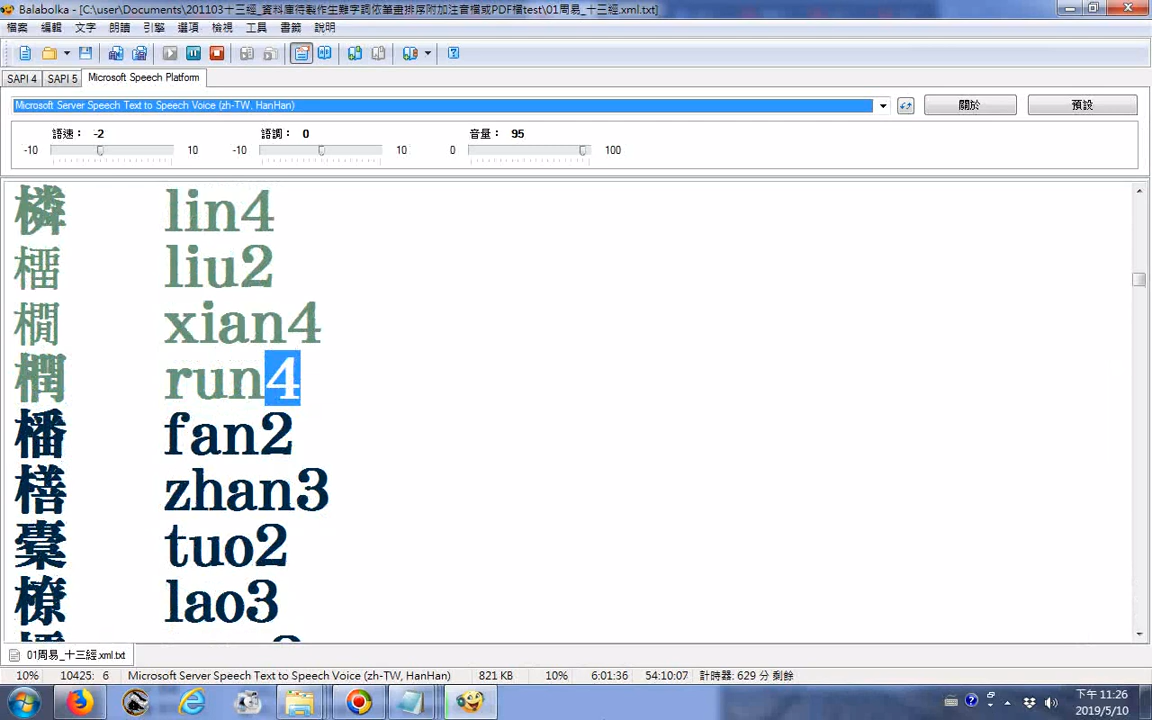 Balabolka - [C:\user\Documents\201103十三經_資料庫待製作生難字詞依筆畫排序附加注音檔或PDF檔test\01周易_十三經.xml.txt]
檔案 編輯 文字 朗讀 引擎 選項 檢視 工具 書籤 說明
SAPI 4 SAPI 5 Microsoft Speech Platform
Microsoft Server Speech Text to Speech Voice (zh-TW, HanHan) 關於 預設
語速： -2 語調： 0 音量： 95
-10 10 -10 10 0 100
橉 lin4
橊 liu2
橌 xian4
橍 run4
橎 fan2
橏 zhan3
橐 tuo2
橑 lao3
01周易_十三經.xml.txt
10% 10425: 6 Microsoft Server Speech Text to Speech Voice (zh-TW, HanHan) 821 KB 10% 6:01:36 54:10:07 計時器: 629 分 剩餘
下午 11:26
2019/5/10